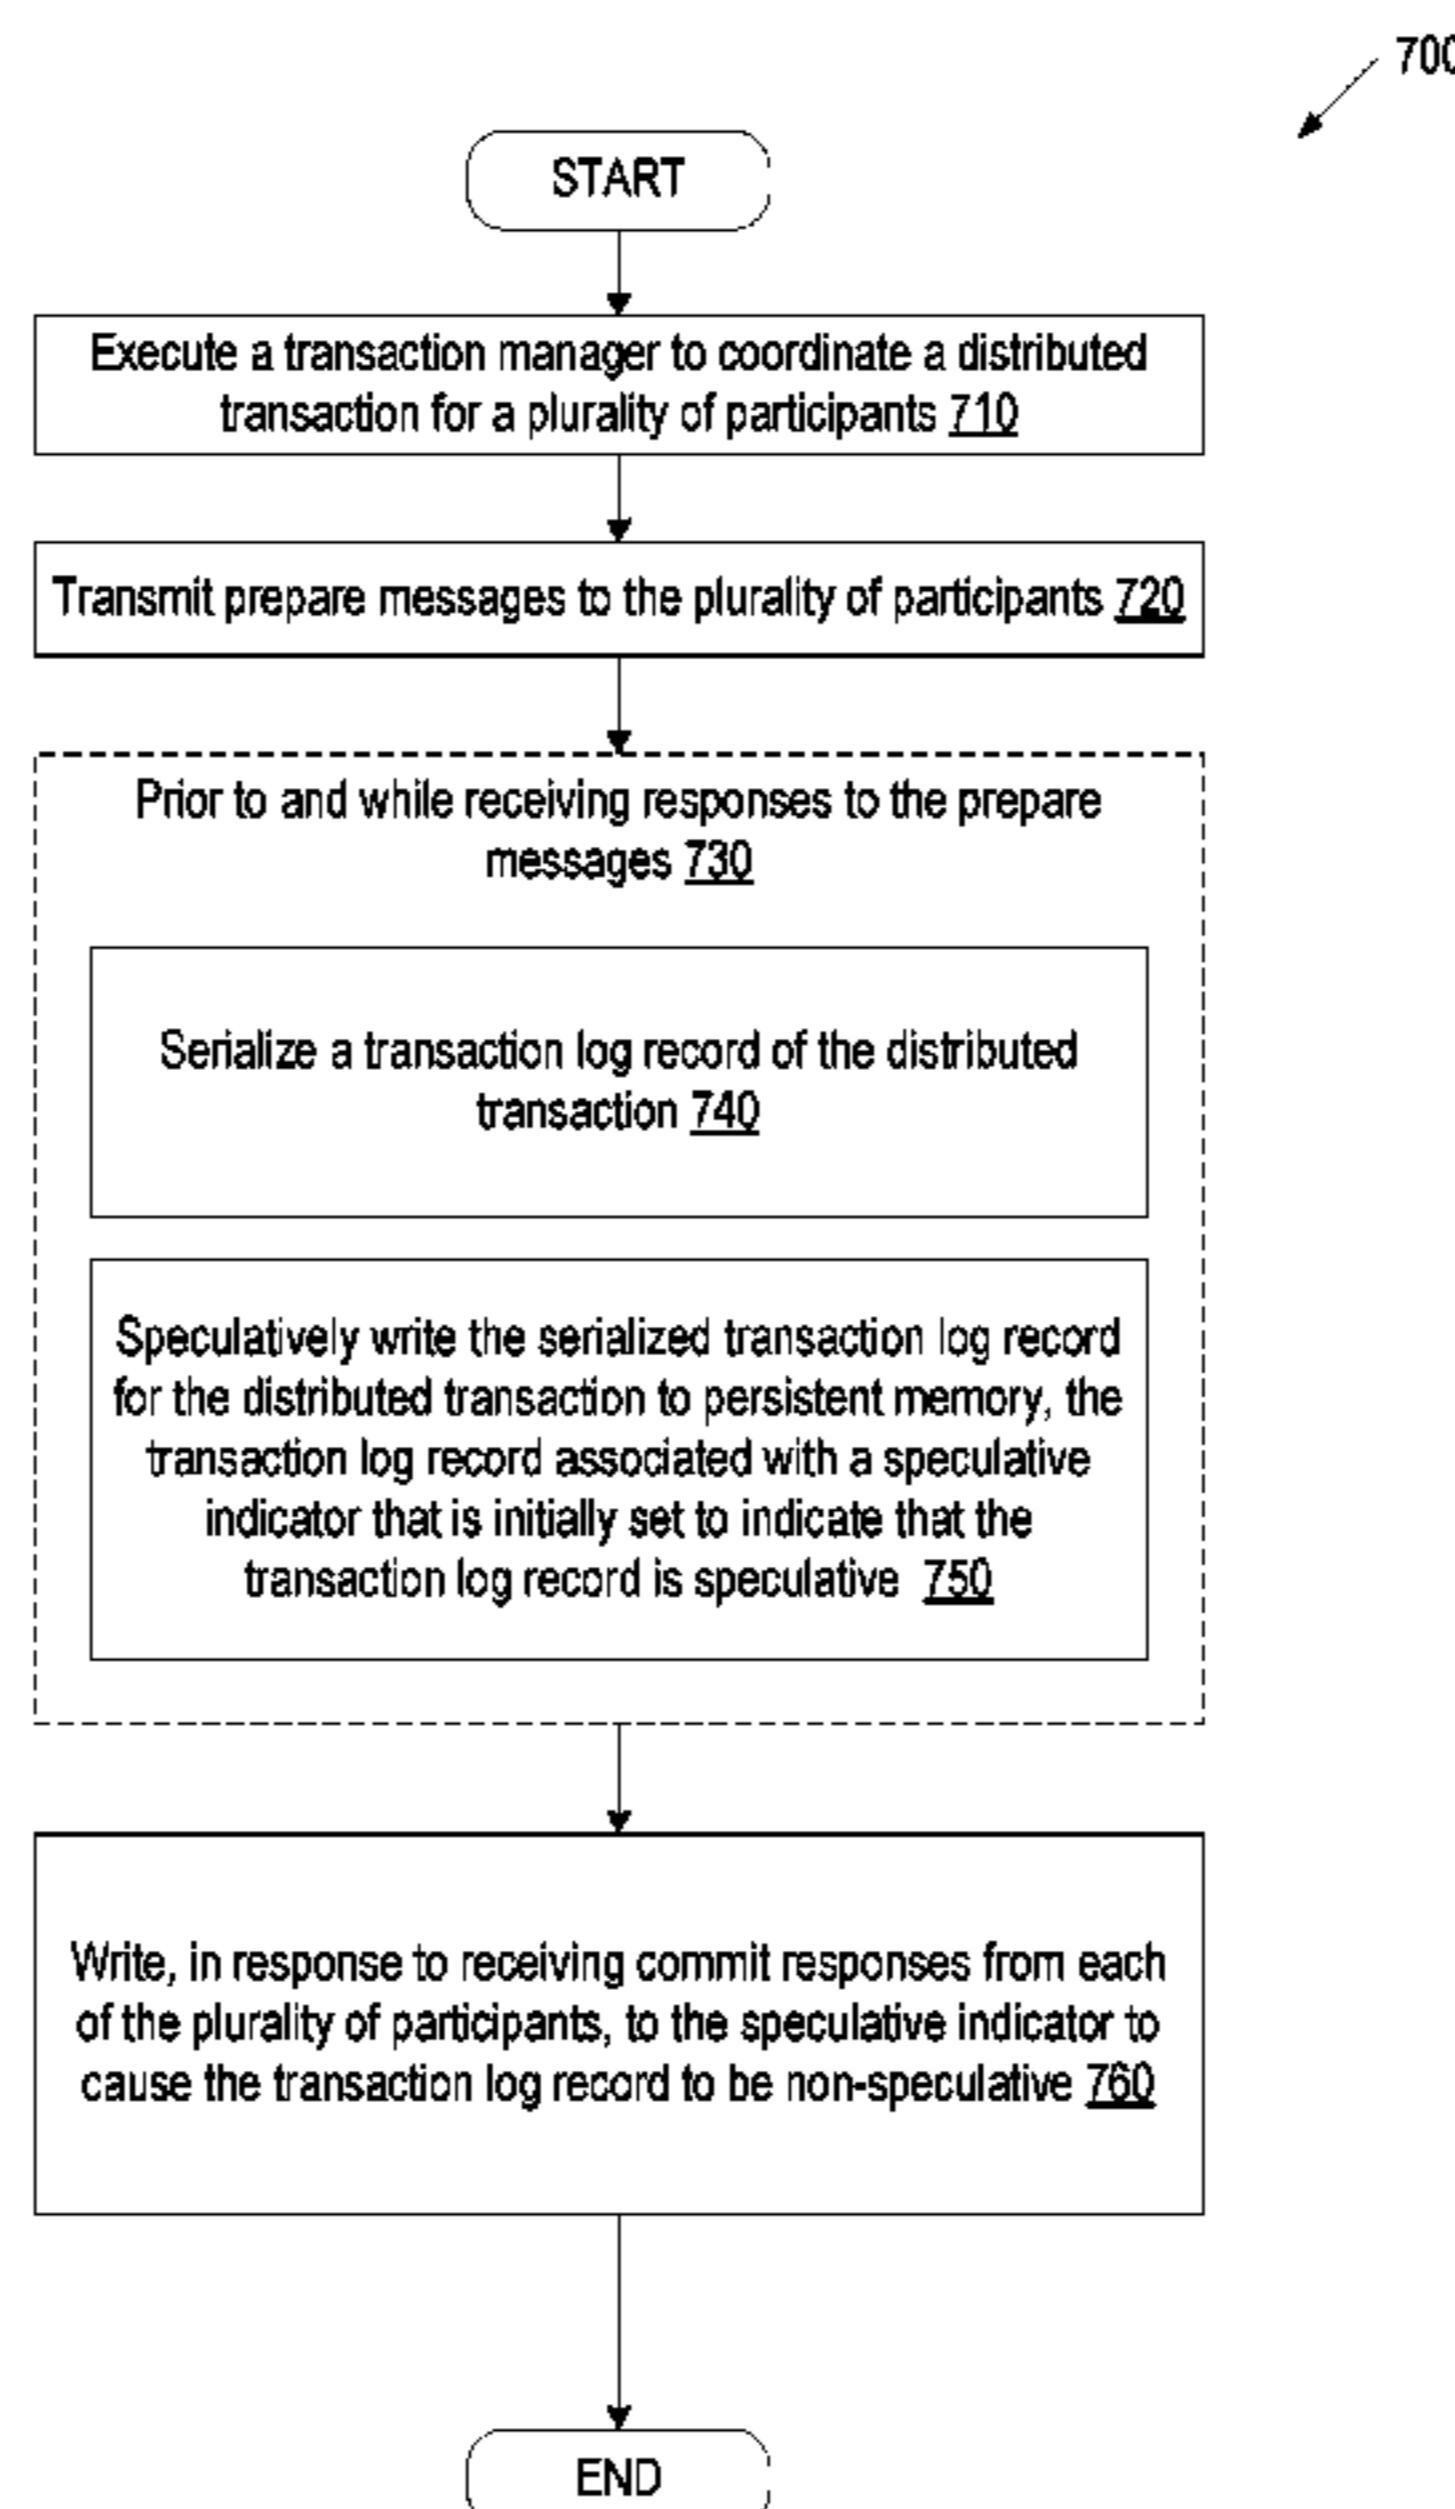 700
START
Execute a transaction manager to coordinate a distributed
transaction for a plurality of participants 710
Transmit prepare messages to the plurality of participants 720
Prior to and while receiving responses to the prepare
messages 730
Serialize a transaction log record of the distributed
transaction 740
Speculatively write the serialized transaction log record
for the distributed transaction to persistent memory, the
transaction log record associated with a speculative
indicator that is initially set to indicate that the
transaction log record is speculative 750
Write, in response to receiving commit responses from each
of the plurality of participants, to the speculative indicator to
cause the transaction log record to be non-speculative 760
END